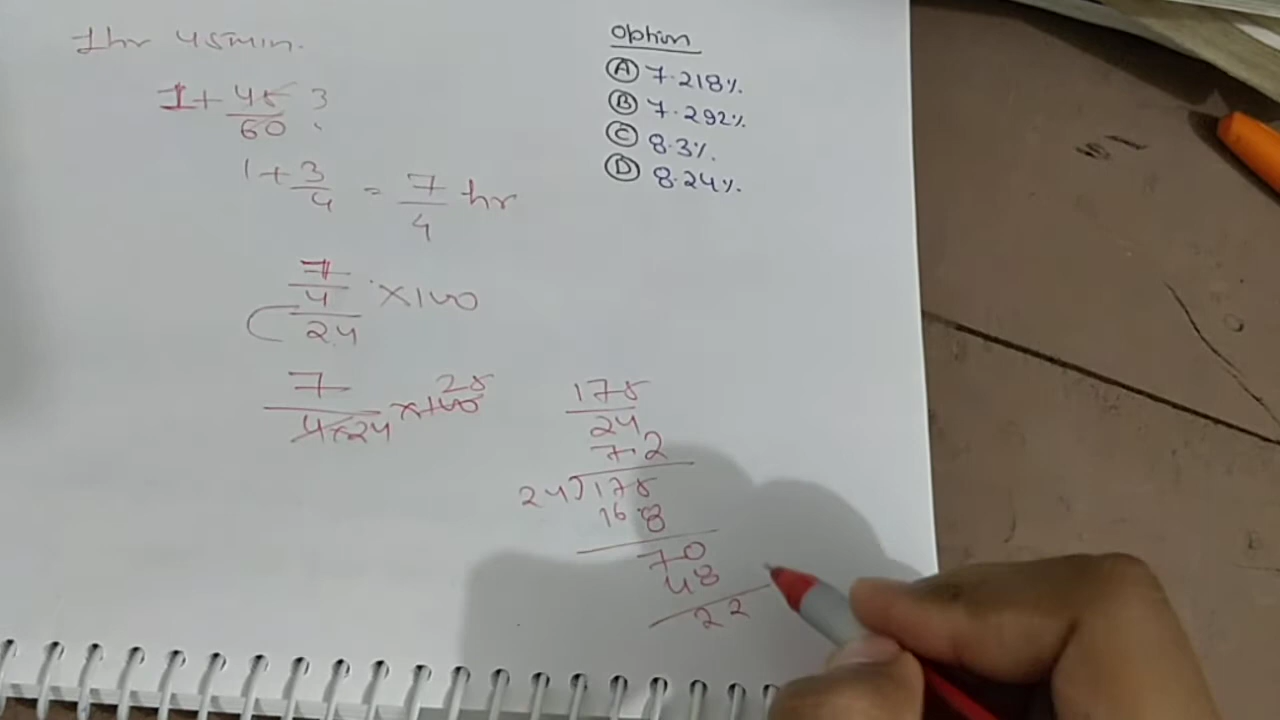 1hr 45min.
1 + 45/60 3
1 + 3/4 = 7/4 hr
7/4/24 × 100
7/4×24 × 100 25
175/24
7.2
24)175
168
70
48
22
Option
(A) 7.218%.
(B) 7.292%.
(C) 8.3%.
(D) 8.24%.